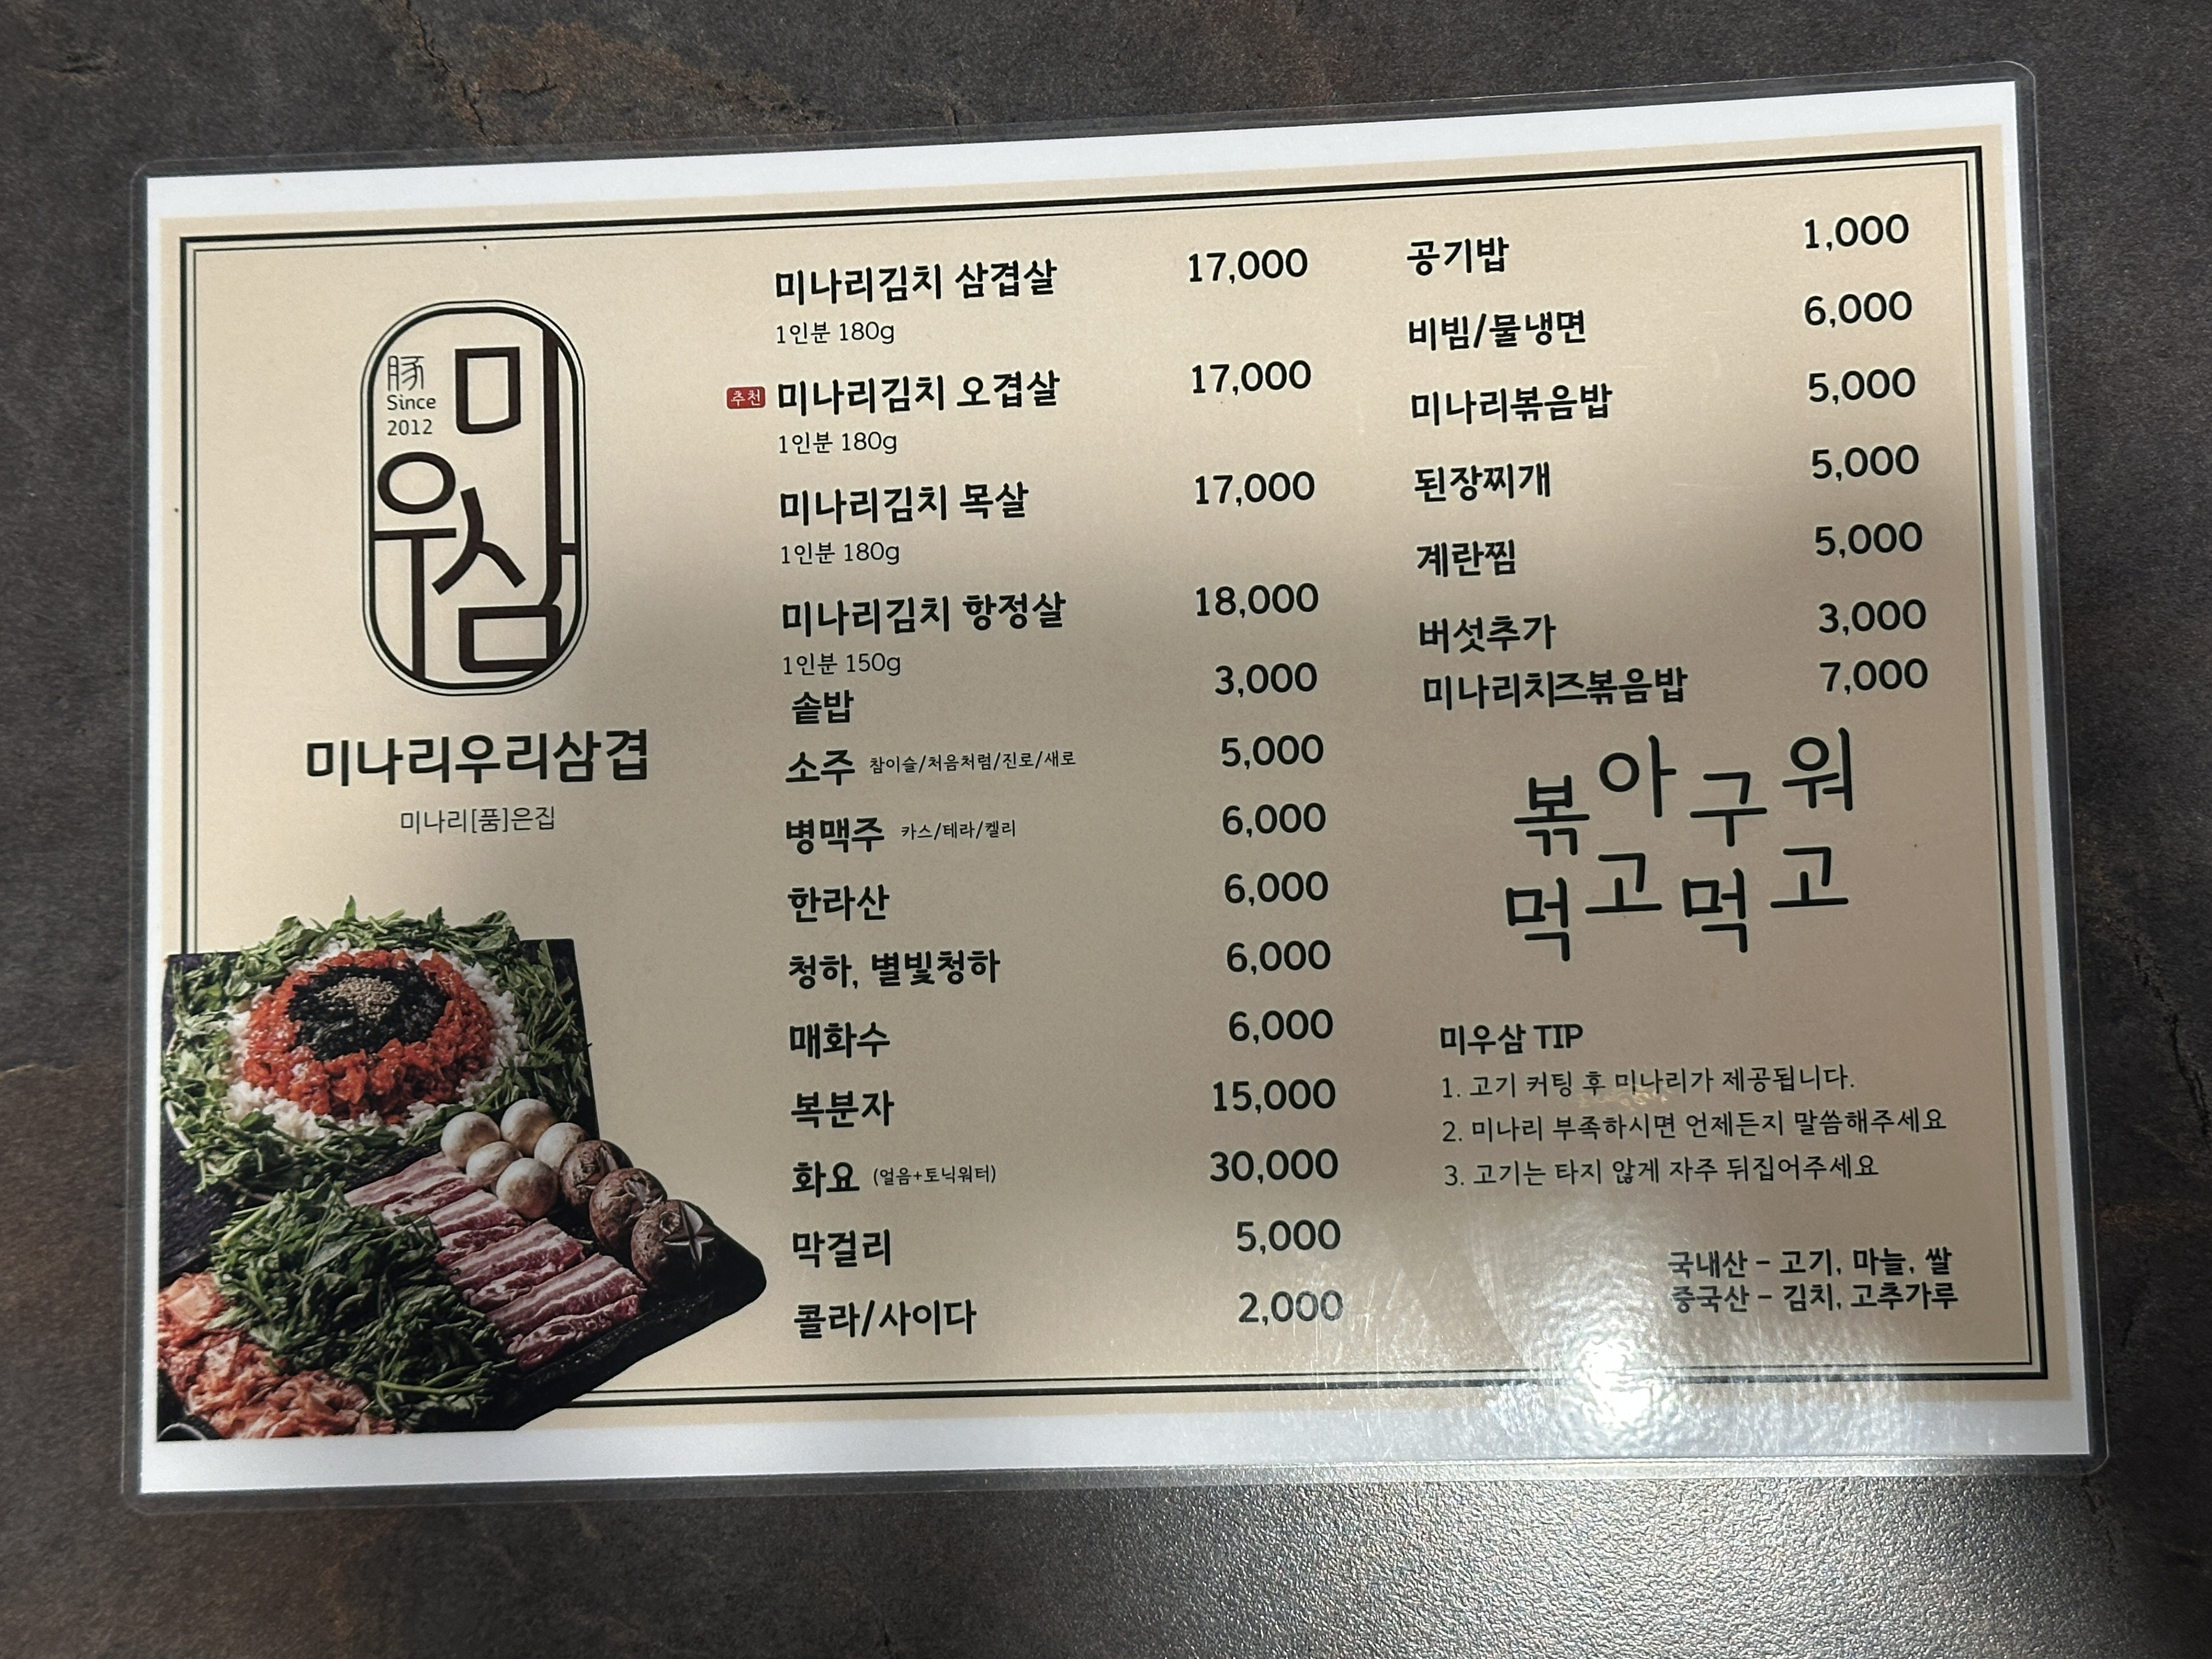 豚
Since
2012
미
우삼
미나리우리삼겹
미나리[품]은집
미나리김치 삼겹살 17,000
1인분 180g
추천 미나리김치 오겹살 17,000
1인분 180g
미나리김치 목살 17,000
1인분 180g
미나리김치 항정살 18,000
1인분 150g
솥밥 3,000
소주 참이슬/처음처럼/진로/새로 5,000
병맥주 카스/테라/켈리 6,000
한라산 6,000
청하, 별빛청하 6,000
매화수 6,000
복분자 15,000
화요 (얼음+토닉워터) 30,000
막걸리 5,000
콜라/사이다 2,000
공기밥 1,000
비빔/물냉면 6,000
미나리볶음밥 5,000
된장찌개 5,000
계란찜 5,000
버섯추가 3,000
미나리치즈볶음밥 7,000
볶아구워
먹고먹고
미우삼 TIP
1. 고기 커팅 후 미나리가 제공됩니다.
2. 미나리 부족하시면 언제든지 말씀해주세요
3. 고기는 타지 않게 자주 뒤집어주세요
국내산 - 고기, 마늘, 쌀
중국산 - 김치, 고추가루